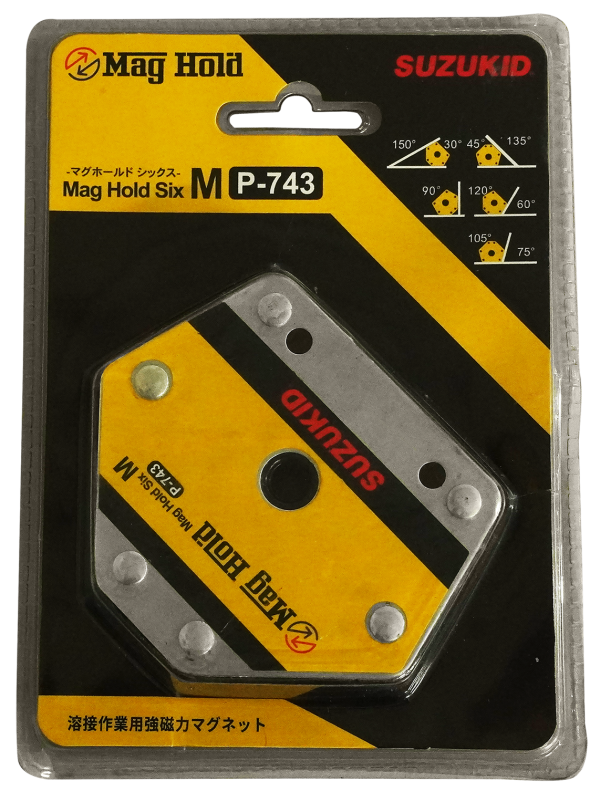 Mag Hold
SUZUKID
150° 30° 45° 135°
-マグホールド シックス-
Mag Hold Six M P-743
90° 120° 60°
105° 75°
SUZUKID
Mag Hold Six M
P-743
Mag Hold
溶接作業用強磁力マグネット